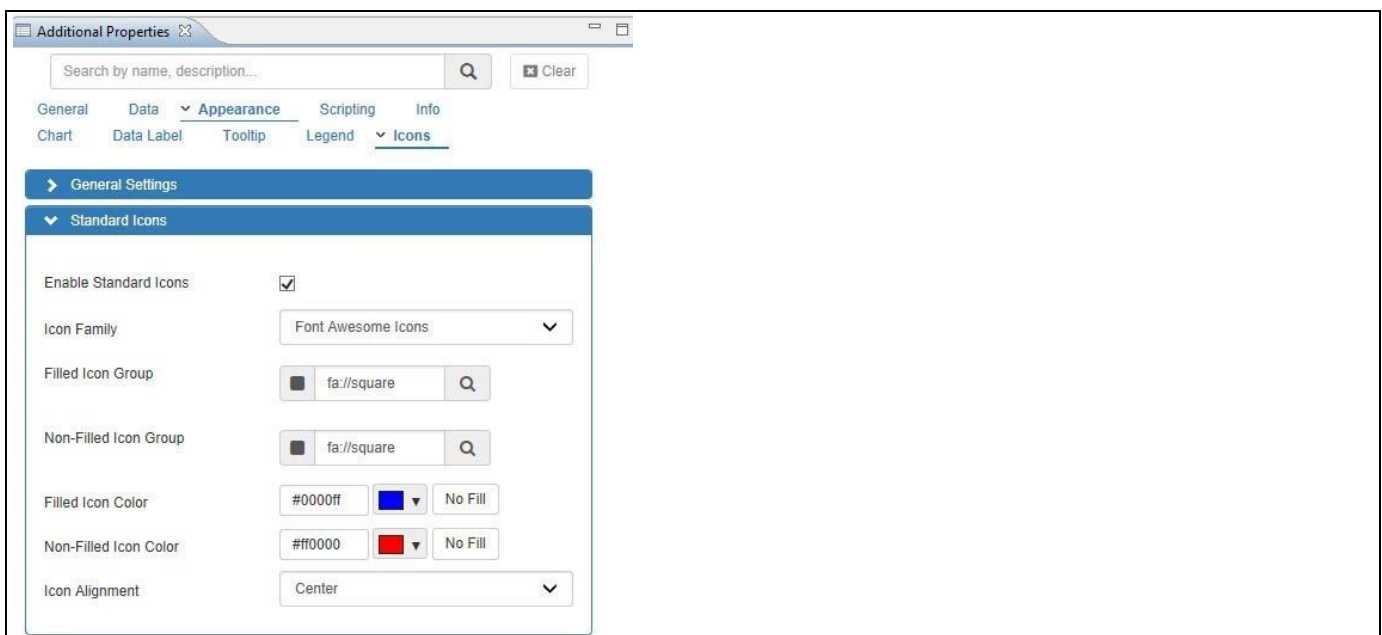 Additional Properties
Search by name, description... Clear
General Data Appearance Scripting Info
Chart Data Label Tooltip Legend Icons
General Settings
Standard Icons
Enable Standard Icons
Icon Family Font Awesome Icons
Filled Icon Group fa://square
Non-Filled Icon Group fa://square
Filled Icon Color #0000ff No Fill
Non-Filled Icon Color #ff0000 No Fill
Icon Alignment Center